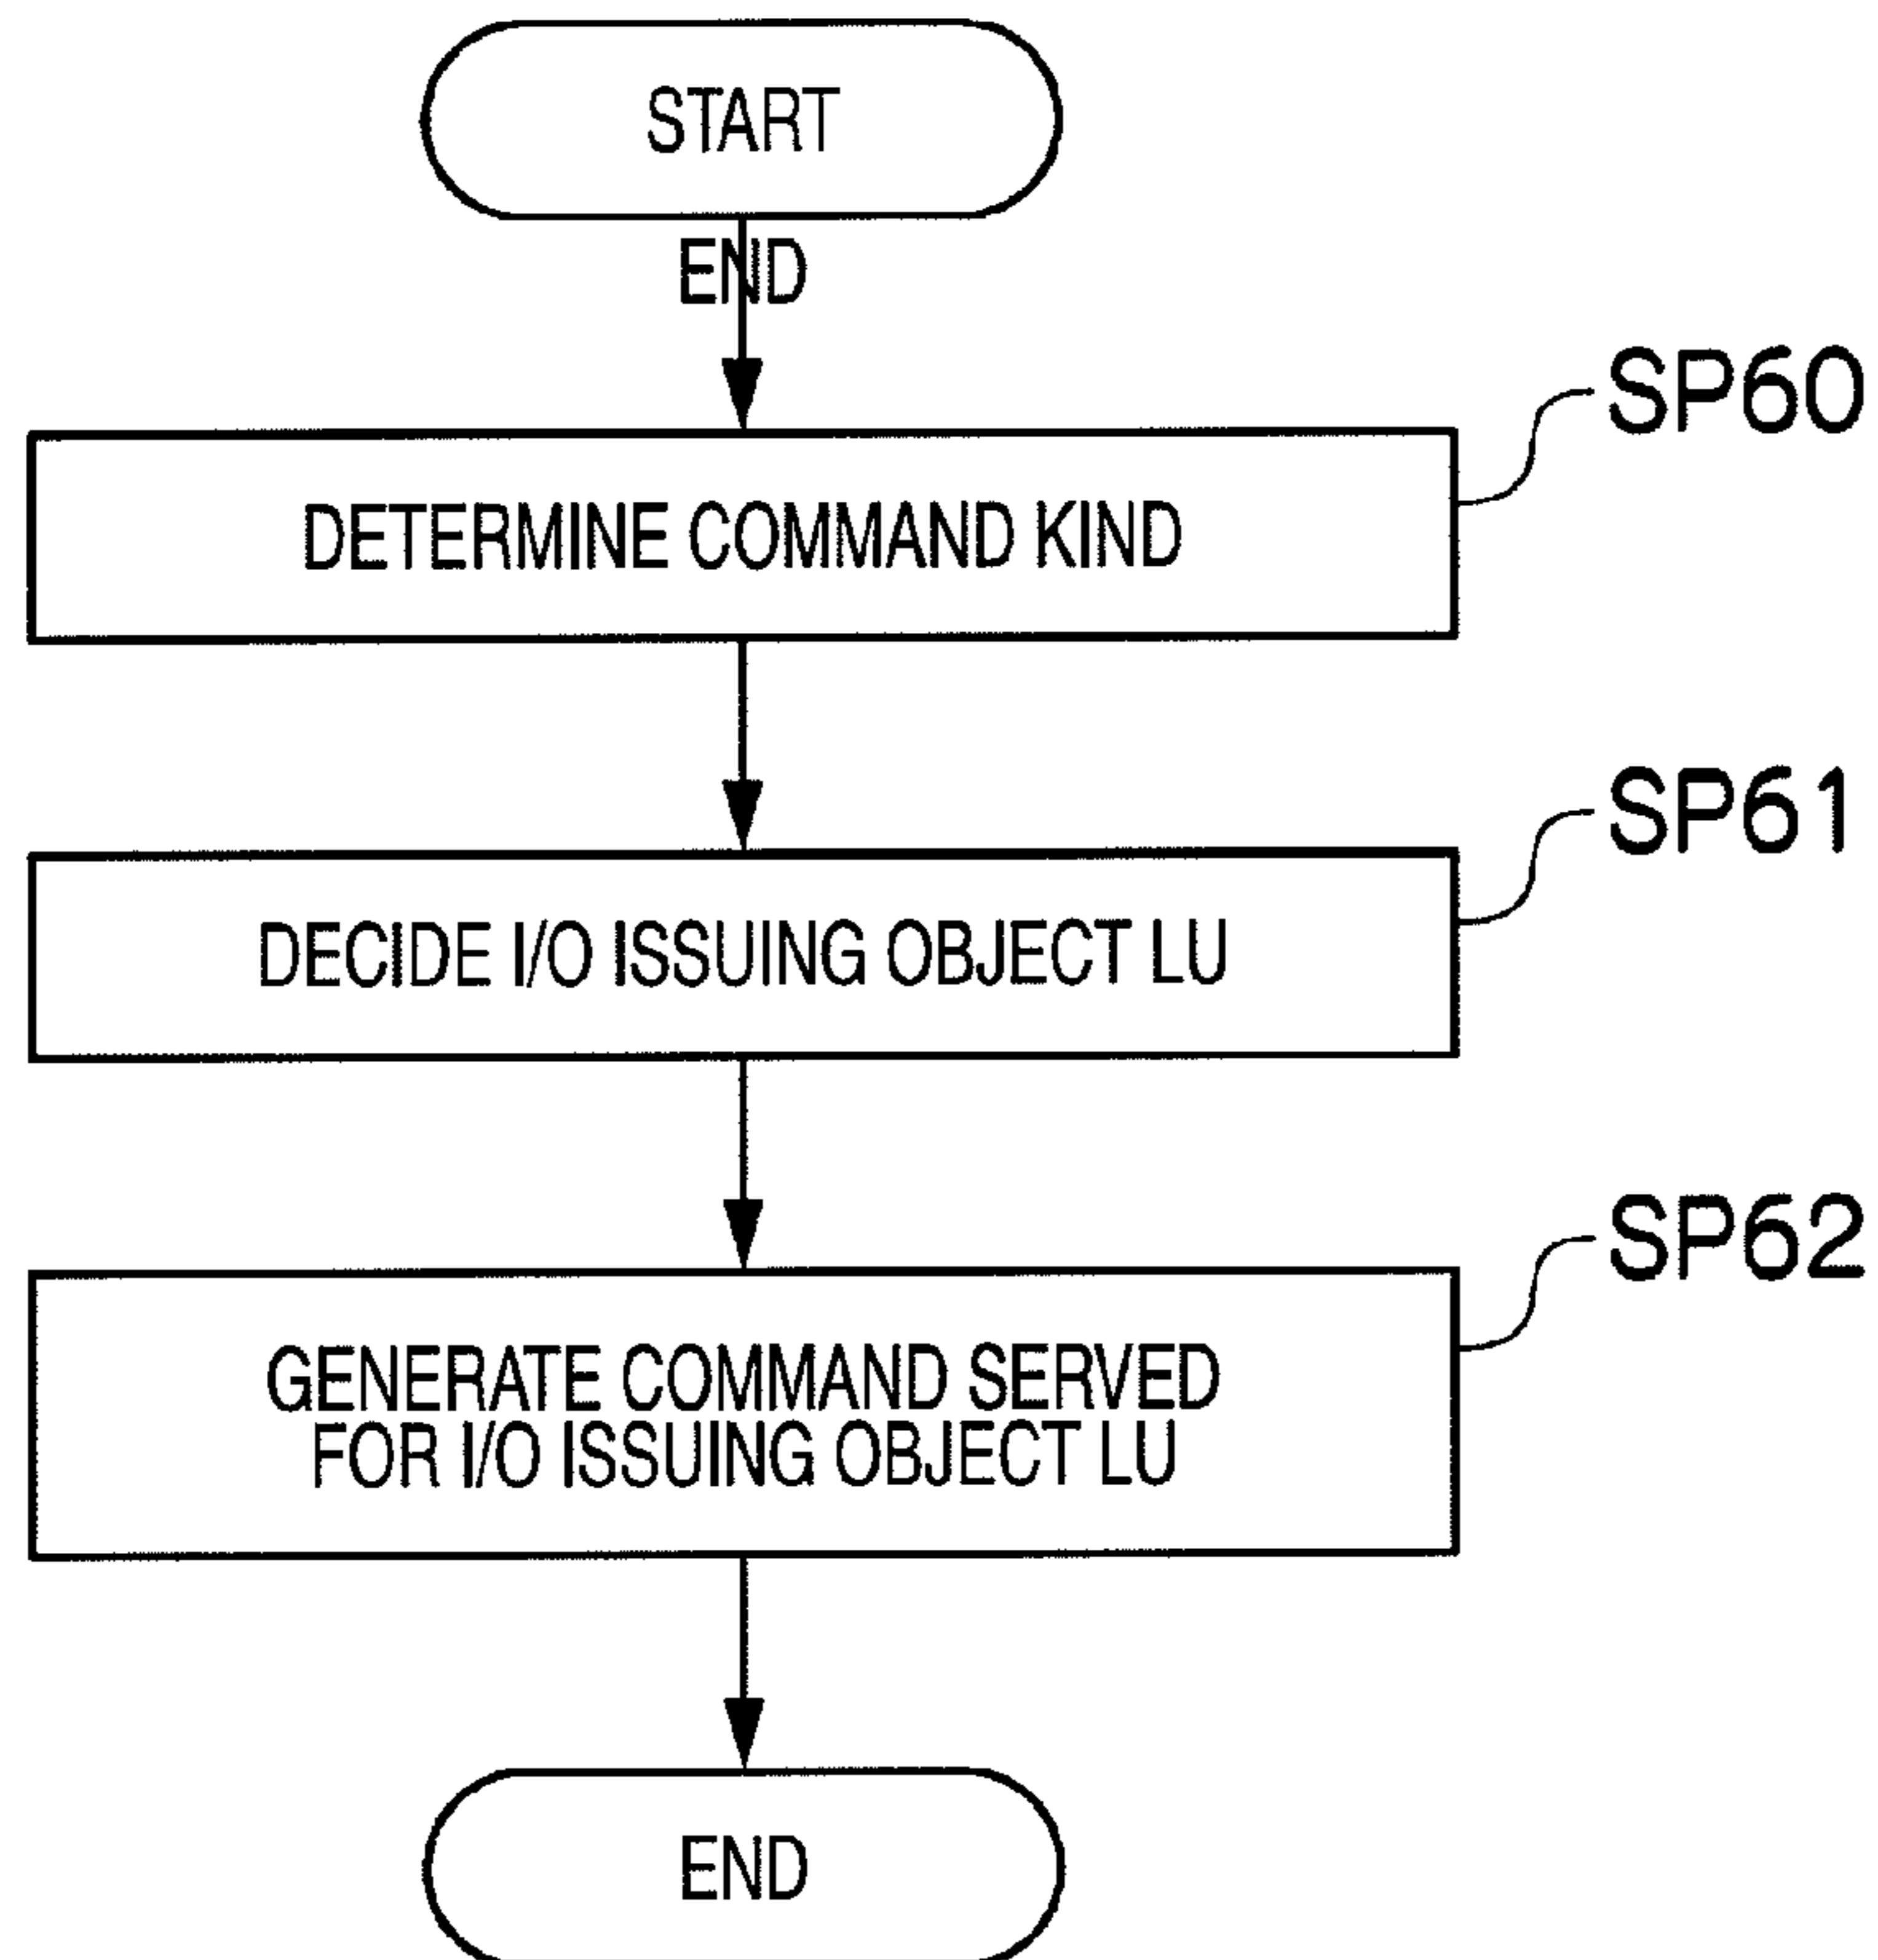 START
END
SP60
DETERMINE COMMAND KIND
SP61
DECIDE I/O ISSUING OBJECT LU
SP62
GENERATE COMMAND SERVED
FOR I/O ISSUING OBJECT LU
END